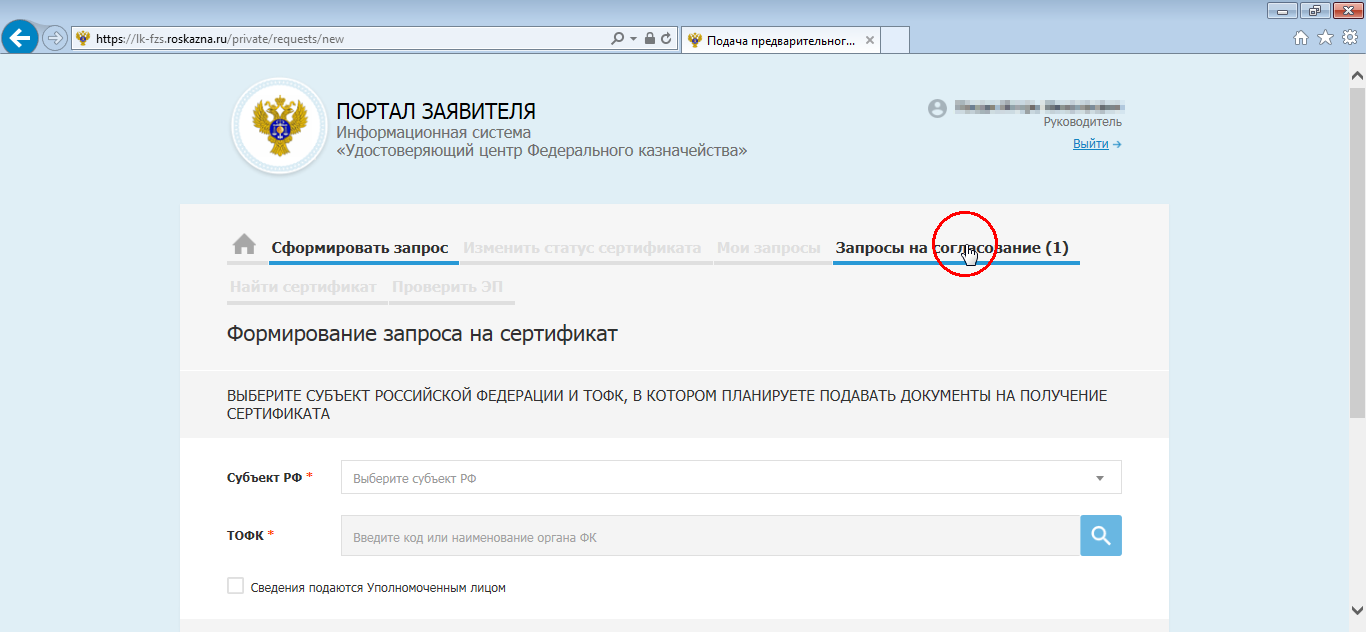 https://lk-fzs.roskazna.ru/private/requests/new
Подача предварительног...
ПОРТАЛ ЗАЯВИТЕЛЯ
Информационная система
«Удостоверяющий центр Федерального казначейства»
Руководитель
Выйти →
Сформировать запрос Изменить статус сертификата Мои запросы Запросы на согласование (1)
Найти сертификат Проверить ЭП
Формирование запроса на сертификат
ВЫБЕРИТЕ СУБЪЕКТ РОССИЙСКОЙ ФЕДЕРАЦИИ И ТОФК, В КОТОРОМ ПЛАНИРУЕТЕ ПОДАВАТЬ ДОКУМЕНТЫ НА ПОЛУЧЕНИЕ
СЕРТИФИКАТА
Субъект РФ * Выберите субъект РФ
ТОФК * Введите код или наименование органа ФК
Сведения подаются Уполномоченным лицом